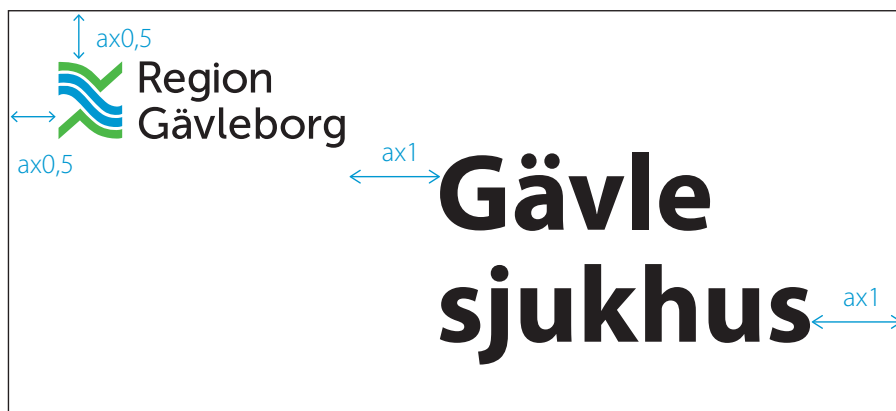 ax0,5
Region
Gävleborg
ax0,5
ax1
Gävle
sjukhus
ax1